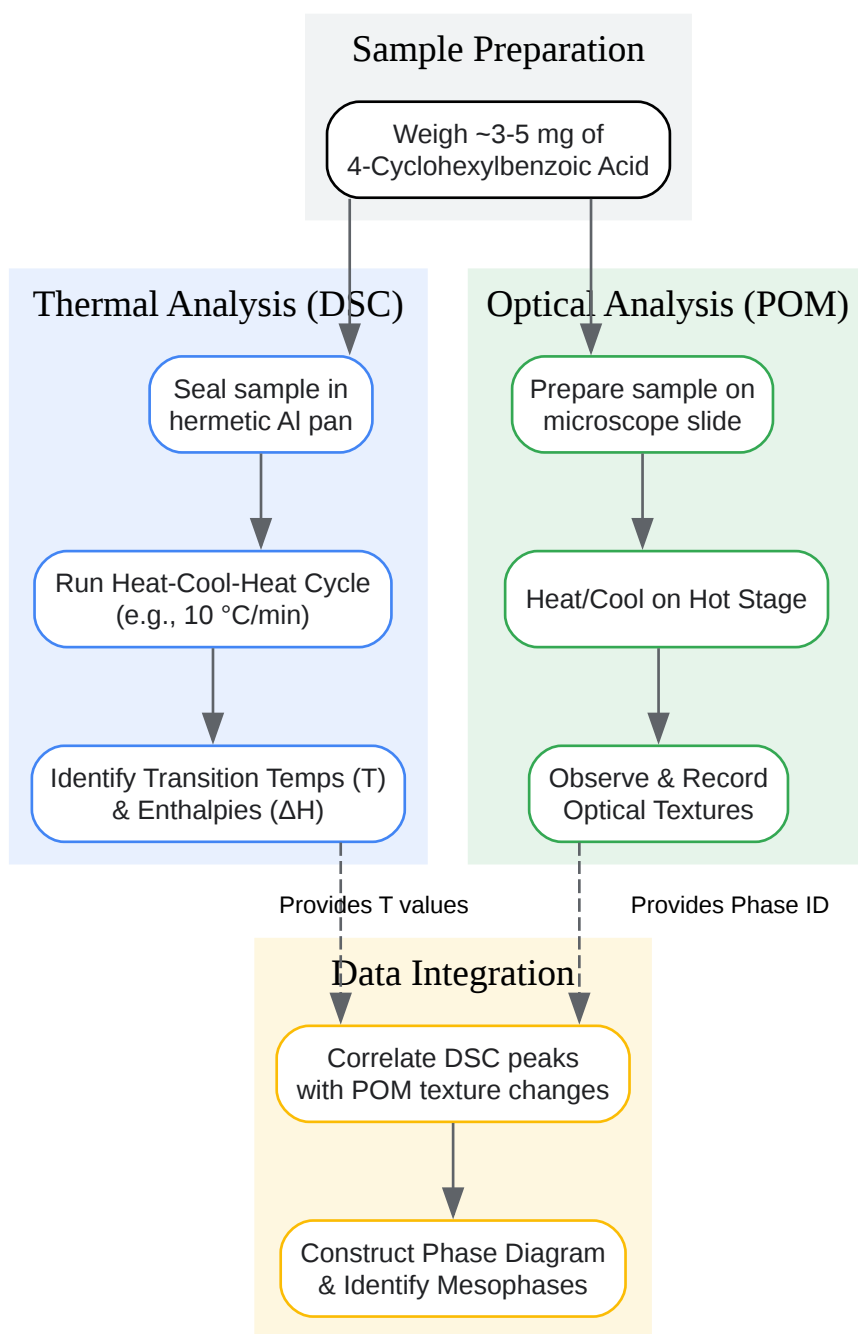 Sample Preparation
Weigh ~3-5 mg of
4-Cyclohexylbenzoic Acid
Thermal Analysis (DSC)
Seal sample in
hermetic Al pan
Run Heat-Cool-Heat Cycle
(e.g., 10 °C/min)
Identify Transition Temps (T)
& Enthalpies (ΔH)
Optical Analysis (POM)
Prepare sample on
microscope slide
Heat/Cool on Hot Stage
Observe & Record
Optical Textures
Provides T values
Provides Phase ID
Data Integration
Correlate DSC peaks
with POM texture changes
Construct Phase Diagram
& Identify Mesophases